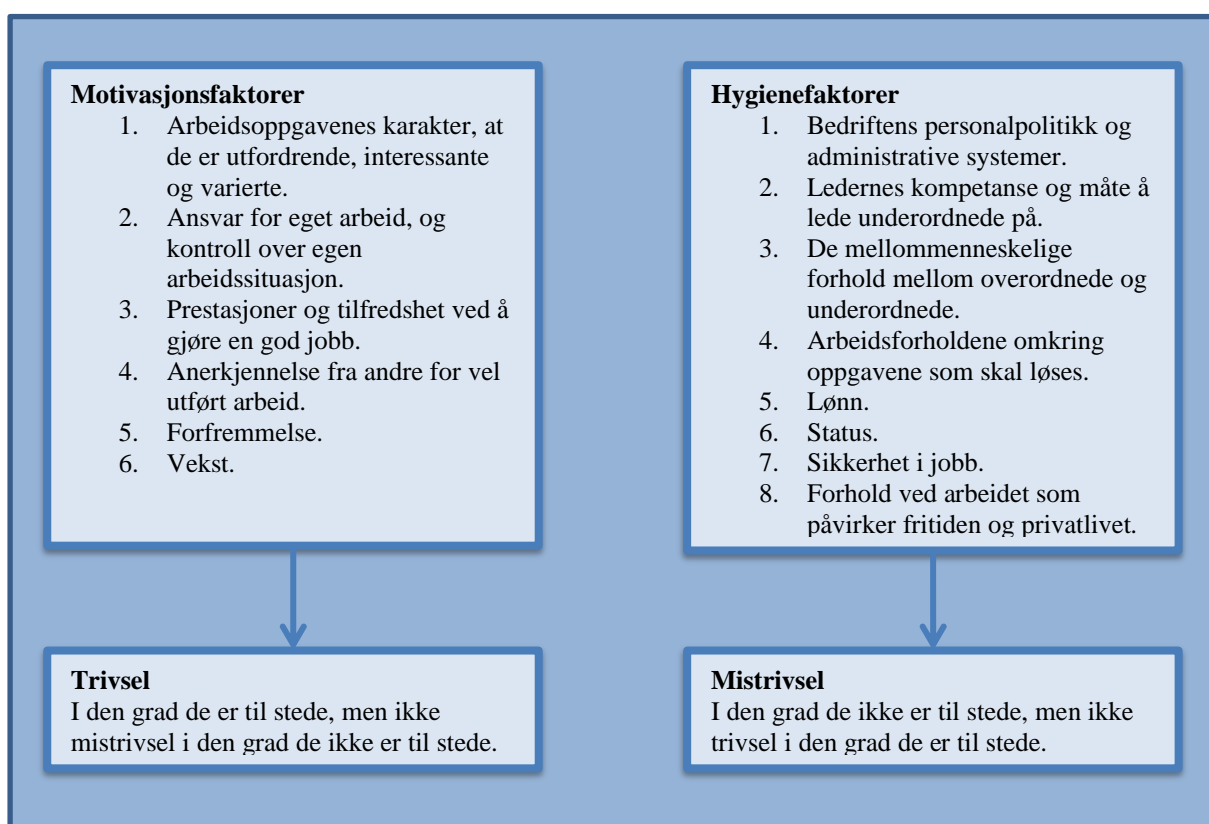 Motivasjonsfaktorer
1. Arbeidsoppgavenes karakter, at
de er utfordrende, interessante
og varierte.
2. Ansvar for eget arbeid, og
kontroll over egen
arbeidssituasjon.
3. Prestasjoner og tilfredshet ved å
gjøre en god jobb.
4. Anerkjennelse fra andre for vel
utført arbeid.
5. Forfremmelse.
6. Vekst.
Hygienefaktorer
1. Bedriftens personalpolitikk og
administrative systemer.
2. Ledernes kompetanse og måte å
lede underordnede på.
3. De mellommenneskelige
forhold mellom overordnede og
underordnede.
4. Arbeidsforholdene omkring
oppgavene som skal løses.
5. Lønn.
6. Status.
7. Sikkerhet i jobb.
8. Forhold ved arbeidet som
påvirker fritiden og privatlivet.
Trivsel
I den grad de er til stede, men ikke
mistrivsel i den grad de ikke er til stede.
Mistrivsel
I den grad de ikke er til stede, men ikke
trivsel i den grad de er til stede.